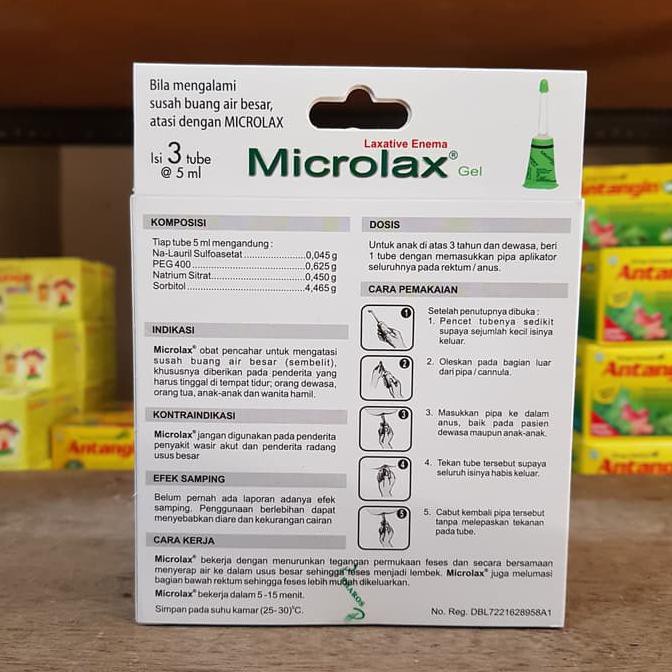 Bila mengalami
susah buang air besar,
atasi dengan MICROLAX
Isi 3 tube
@ 5 ml
Laxative Enema
Microlax® Gel
KOMPOSISI
Tiap tube 5 ml mengandung :
Na-Lauril Sulfoasetat....................0,045 g
PEG 400....................................0,625 g
Natrium Sitrat..............................0,450 g
Sorbitol.......................................4,465 g
INDIKASI
Microlax® obat pencahar untuk mengatasi
susah buang air besar (sembelit),
khususnya diberikan pada penderita yang
harus tinggal di tempat tidur; orang dewasa,
orang tua, anak-anak dan wanita hamil.
KONTRAINDIKASI
Microlax® jangan digunakan pada penderita
penyakit wasir akut dan penderita radang
usus besar
EFEK SAMPING
Belum pernah ada laporan adanya efek
samping. Penggunaan berlebihan dapat
menyebabkan diare dan kekurangan cairan
DOSIS
Untuk anak di atas 3 tahun dan dewasa, beri
1 tube dengan memasukkan pipa aplikator
seluruhnya pada rektum / anus.
CARA PEMAKAIAN
Setelah penutupnya dibuka :
1
1. Pencet tubenya sedikit
supaya sejumlah kecil isinya
keluar.
2
2. Oleskan pada bagian luar
dari pipa / cannula.
3
3. Masukkan pipa ke dalam
anus, baik pada pasien
dewasa maupun anak-anak.
4
4. Tekan tube tersebut supaya
seluruh isinya habis keluar.
5
5. Cabut kembali pipa tersebut
tanpa melepaskan tekanan
pada tube.
CARA KERJA
Microlax® bekerja dengan menurunkan tegangan permukaan feses dan secara bersamaan
menyerap air ke dalam usus besar sehingga feses menjadi lembek. Microlax® juga melumasi
bagian bawah rektum sehingga feses lebih mudah dikeluarkan.
Microlax® bekerja dalam 5 -15 menit.
Simpan pada suhu kamar (25- 30)°C.
No. Reg. DBL7221628958A1
Antangin
Antan
Antan
Antang